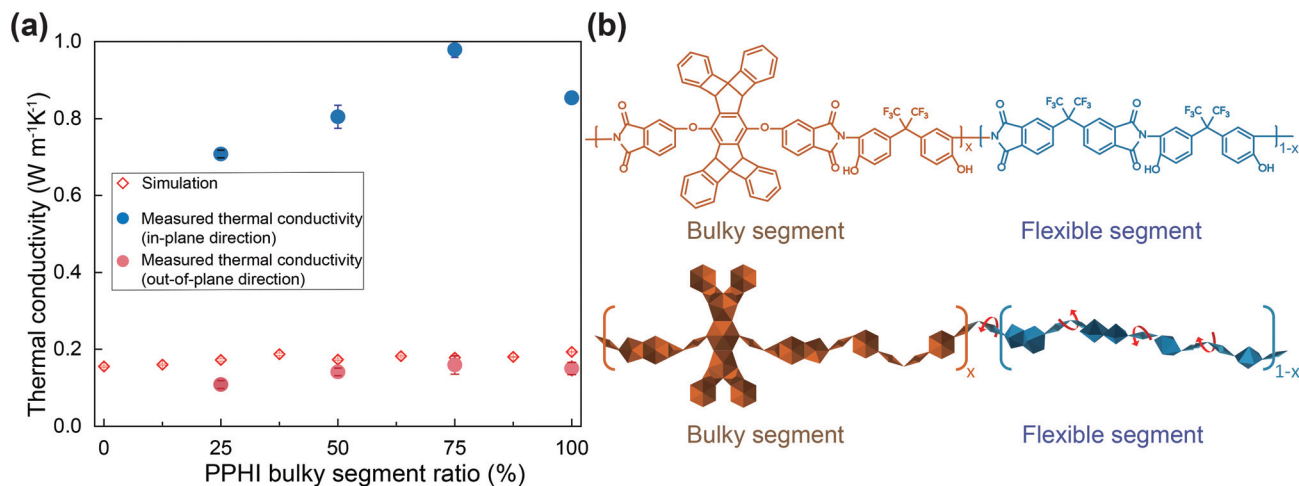 (a)
Thermal conductivity (W m⁻¹K⁻¹)
1.0
0.8
0.6
0.4
0.2
0.0
Simulation
Measured thermal conductivity
(in-plane direction)
Measured thermal conductivity
(out-of-plane direction)
0 25 50 75 100
PPHI bulky segment ratio (%)
(b)
F₃C CF₃
F₃C CF₃
F₃C CF₃
O O O O O O O O
N O O N N N
O O
HO OH
OH OH
x
1-x
Bulky segment
Flexible segment
x
1-x
Bulky segment
Flexible segment